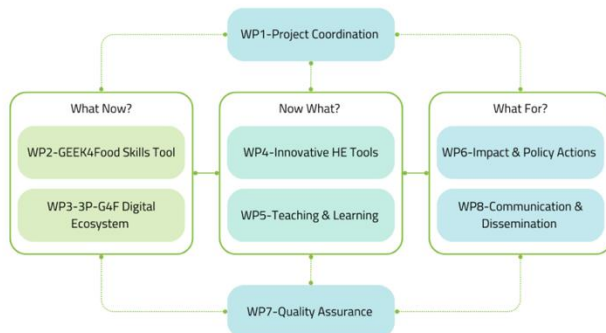 WP1-Project Coordination
What Now?
WP2-GEEK4Food Skills Tool
WP3-3P-G4F Digital
Ecosystem
Now What?
WP4-Innovative HE Tools
WP5-Teaching & Learning
What For?
WP6-Impact & Policy Actions
WP8-Communication &
Dissemination
WP7-Quality Assurance